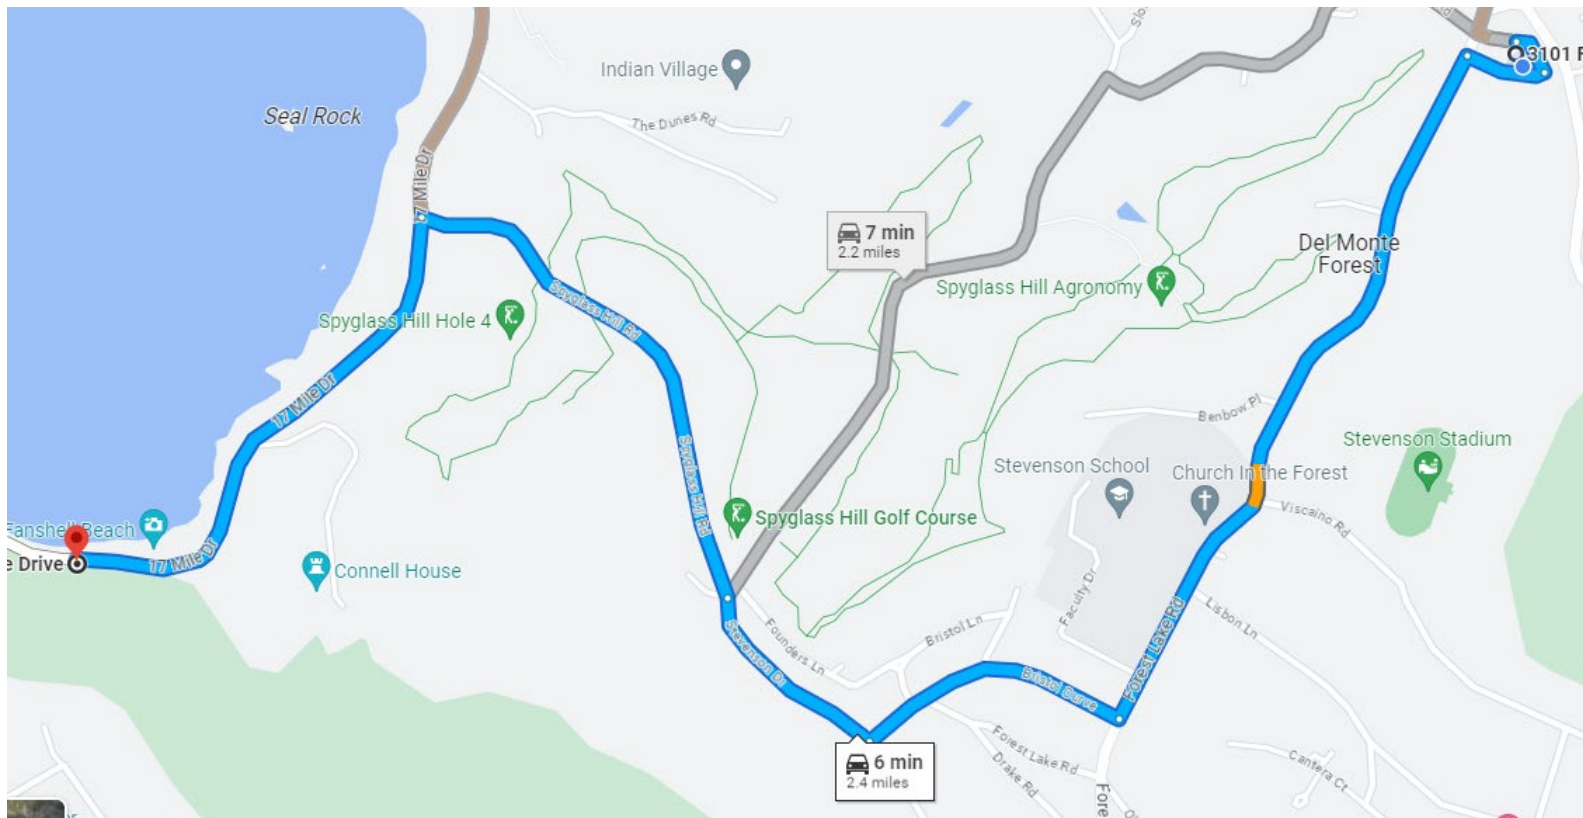 Slo
Indian Village
3101 F
Seal Rock
The Dunes Rd
17 Mile Dr
7 min
2.2 miles
Del Monte
Forest
Spyglass Hill Agronomy
Spyglass Hill Rd
Spyglass Hill Hole 4
17 Mile Dr
Benbow Pl
Stevenson Stadium
Stevenson School
Church In the Forest
Spyglass Hill Rd
Viscaino Rd
Spyglass Hill Golf Course
Fanshell Beach
17 Mile Dr
e Drive
Connell House
Faculty Dr
Lisbon Ln
Bristol Ln
Founders Ln
Stevenson Dr
Forest Lake Rd
Bristol Curve
Forest Lake Rd
Drake Rd
6 min
2.4 miles
Cantera Ct
Fore